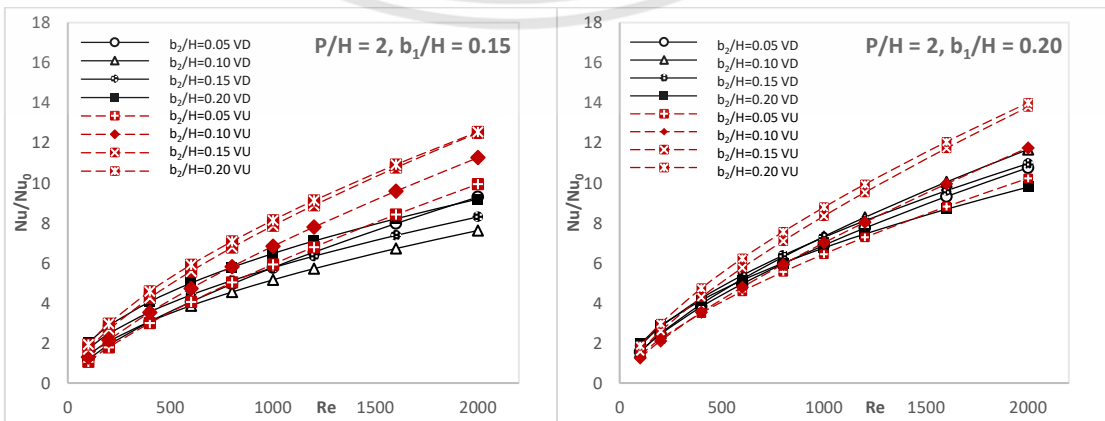 18
16
14
12
10
8
6
4
2
0
Nu/Nu₀
b₂/H=0.05 VD
b₂/H=0.10 VD
b₂/H=0.15 VD
b₂/H=0.20 VD
b₂/H=0.05 VU
b₂/H=0.10 VU
b₂/H=0.15 VU
b₂/H=0.20 VU
P/H = 2, b₁/H = 0.15
0 500 1000 Re 1500 2000
18
16
14
12
10
8
6
4
2
0
Nu/Nu₀
b₂/H=0.05 VD
b₂/H=0.10 VD
b₂/H=0.15 VD
b₂/H=0.20 VD
b₂/H=0.05 VU
b₂/H=0.10 VU
b₂/H=0.15 VU
b₂/H=0.20 VU
P/H = 2, b₁/H = 0.20
0 500 1000 Re 1500 2000